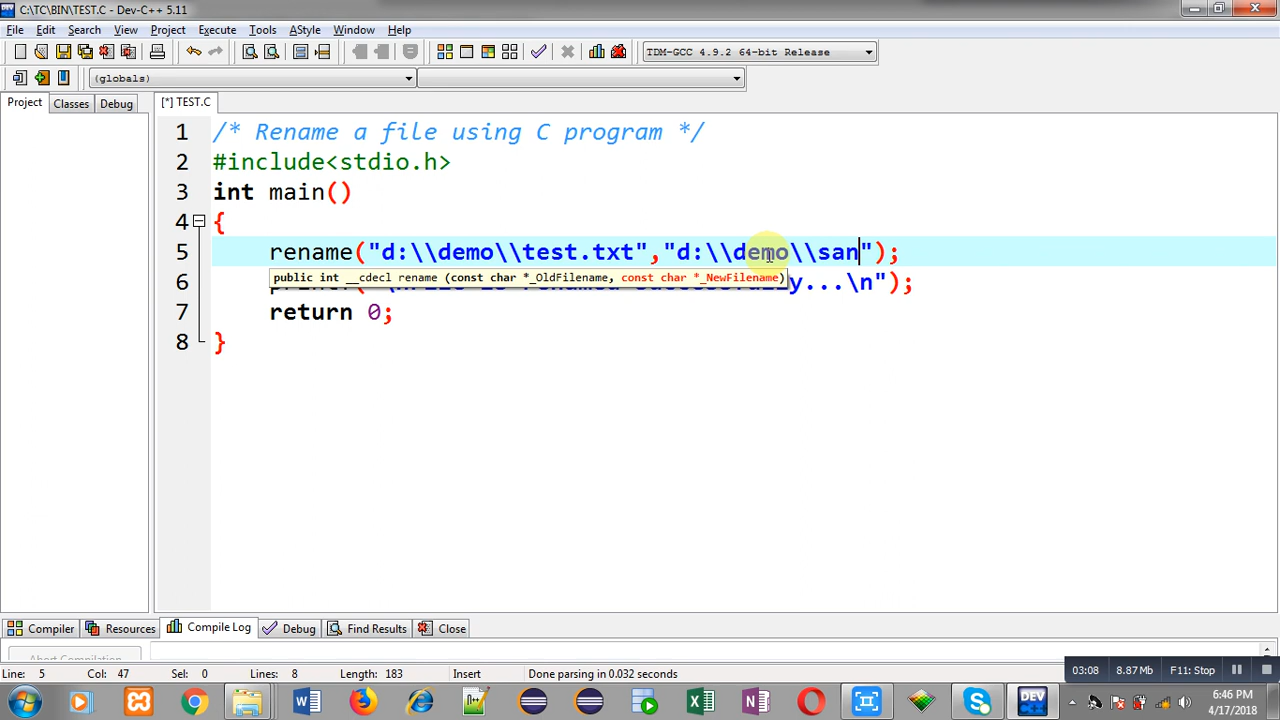 C:\TC\BIN\TEST.C - Dev-C++ 5.11
File Edit Search View Project Execute Tools AStyle Window Help
TDM-GCC 4.9.2 64-bit Release
(globals)
Project Classes Debug
[*] TEST.C
1 /* Rename a file using C program */
2 #include<stdio.h>
3 int main()
4 {
5 rename("d:\\demo\\test.txt","d:\\demo\\san");
public int __cdecl rename (const char *_OldFilename, const char *_NewFilename)
6 y...\n");
7 return 0;
8 }
Compiler Resources Compile Log Debug Find Results Close
Abort Compilation
Line: 5 Col: 47 Sel: 0 Lines: 8 Length: 183 Insert Done parsing in 0.032 seconds
03:08 8.87 Mb F11: Stop
DEV
6:46 PM
4/17/2018